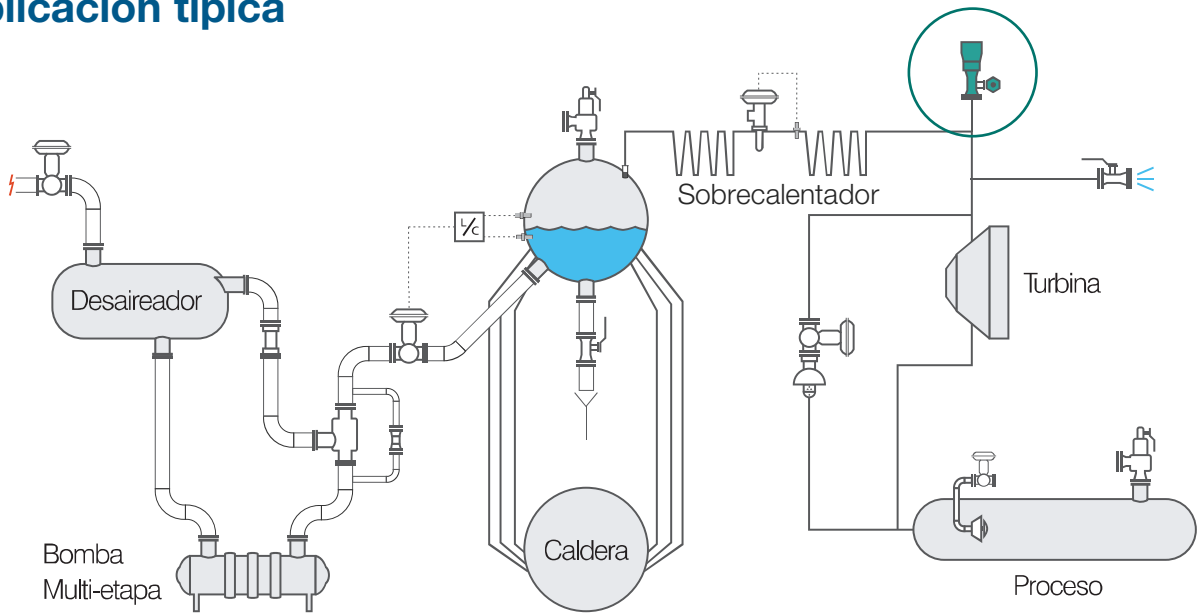 plicación típica
Sobrecalentador
L/C
Desaireador
Turbina
Bomba
Multi-etapa
Caldera
Proceso